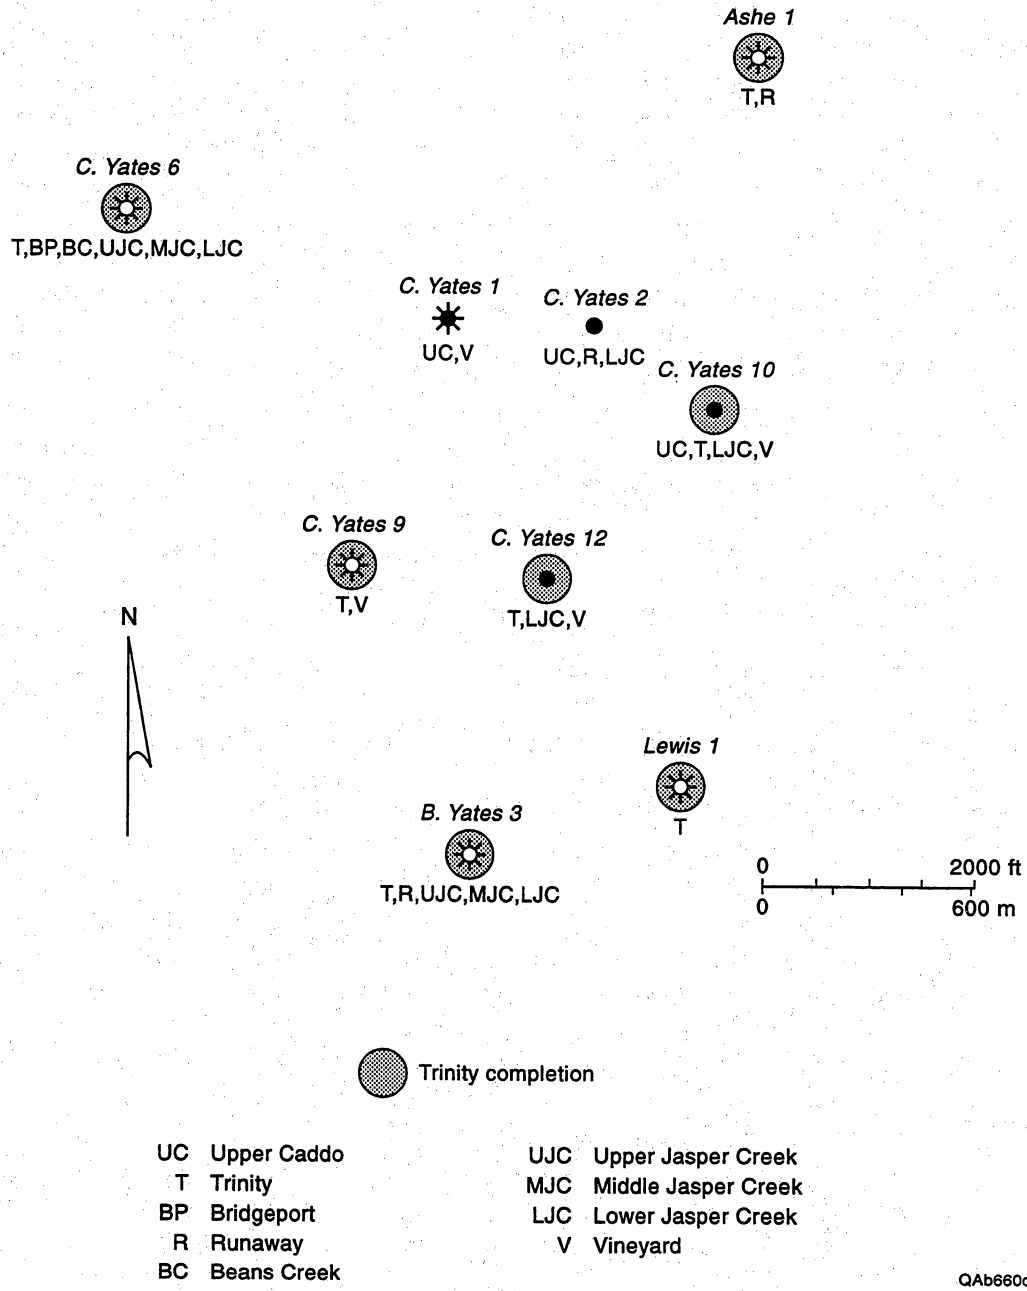 Ashe 1
T,R
C. Yates 6
T,BP,BC,UJC,MJC,LJC
C. Yates 1
UC,V
C. Yates 2
UC,R,LJC
C. Yates 10
UC,T,LJC,V
C. Yates 9
T,V
C. Yates 12
T,LJC,V
N
Lewis 1
T
B. Yates 3
T,R,UJC,MJC,LJC
0 2000 ft
0 600 m
Trinity completion
UC Upper Caddo
T Trinity
BP Bridgeport
R Runaway
BC Beans Creek
UJC Upper Jasper Creek
MJC Middle Jasper Creek
LJC Lower Jasper Creek
V Vineyard
QAb660c